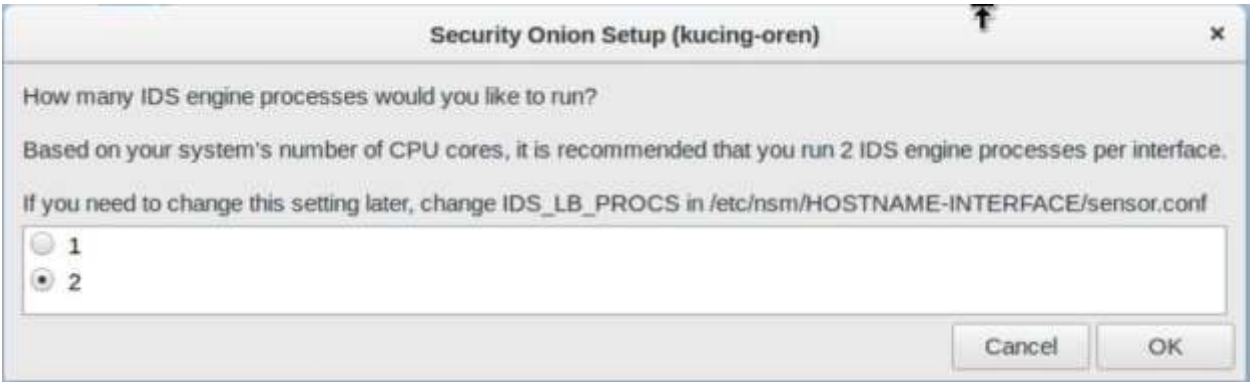 Security Onion Setup (kucing-oren)
How many IDS engine processes would you like to run?
Based on your system's number of CPU cores, it is recommended that you run 2 IDS engine processes per interface.
If you need to change this setting later, change IDS_LB_PROCS in /etc/nsm/HOSTNAME-INTERFACE/sensor.conf
1
2
Cancel OK